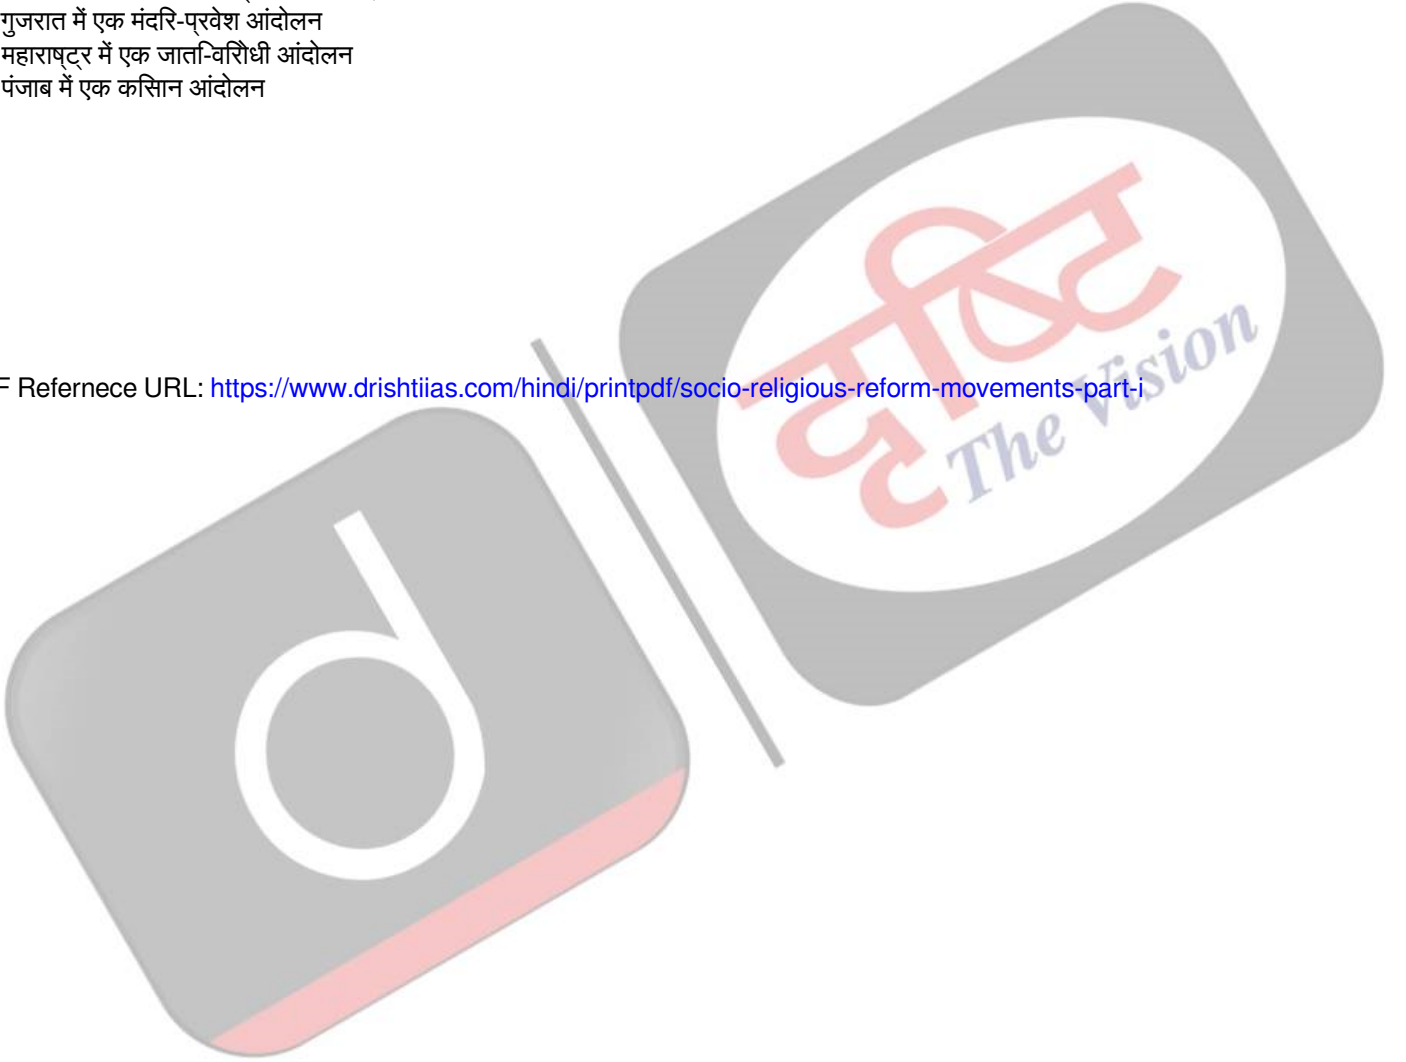 गुजरात में एक मंदिर-प्रवेश आंदोलन
महाराष्ट्र में एक जाति-विरोधी आंदोलन
पंजाब में एक किसान आंदोलन
F Refernece URL: https://www.drishtiias.com/hindi/printpdf/socio-religious-reform-movements-part-i
दृष्टि
The Vision
d